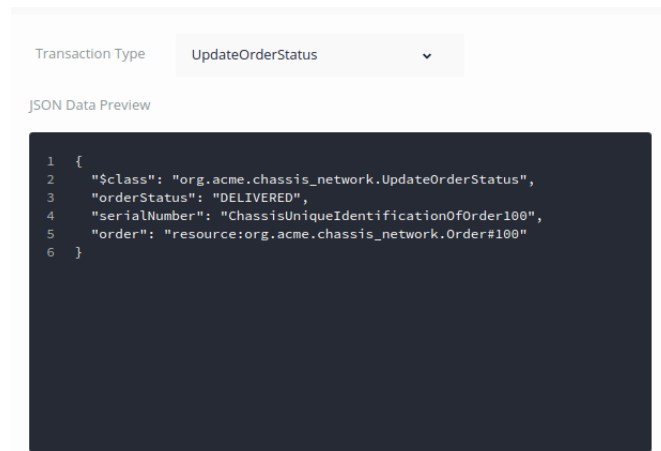 Transaction Type UpdateOrderStatus
JSON Data Preview
1 {
2 "$class": "org.acme.chassis_network.UpdateOrderStatus",
3 "orderStatus": "DELIVERED",
4 "serialNumber": "ChassisUniqueIdentificationOfOrder100",
5 "order": "resource:org.acme.chassis_network.Order#100"
6 }